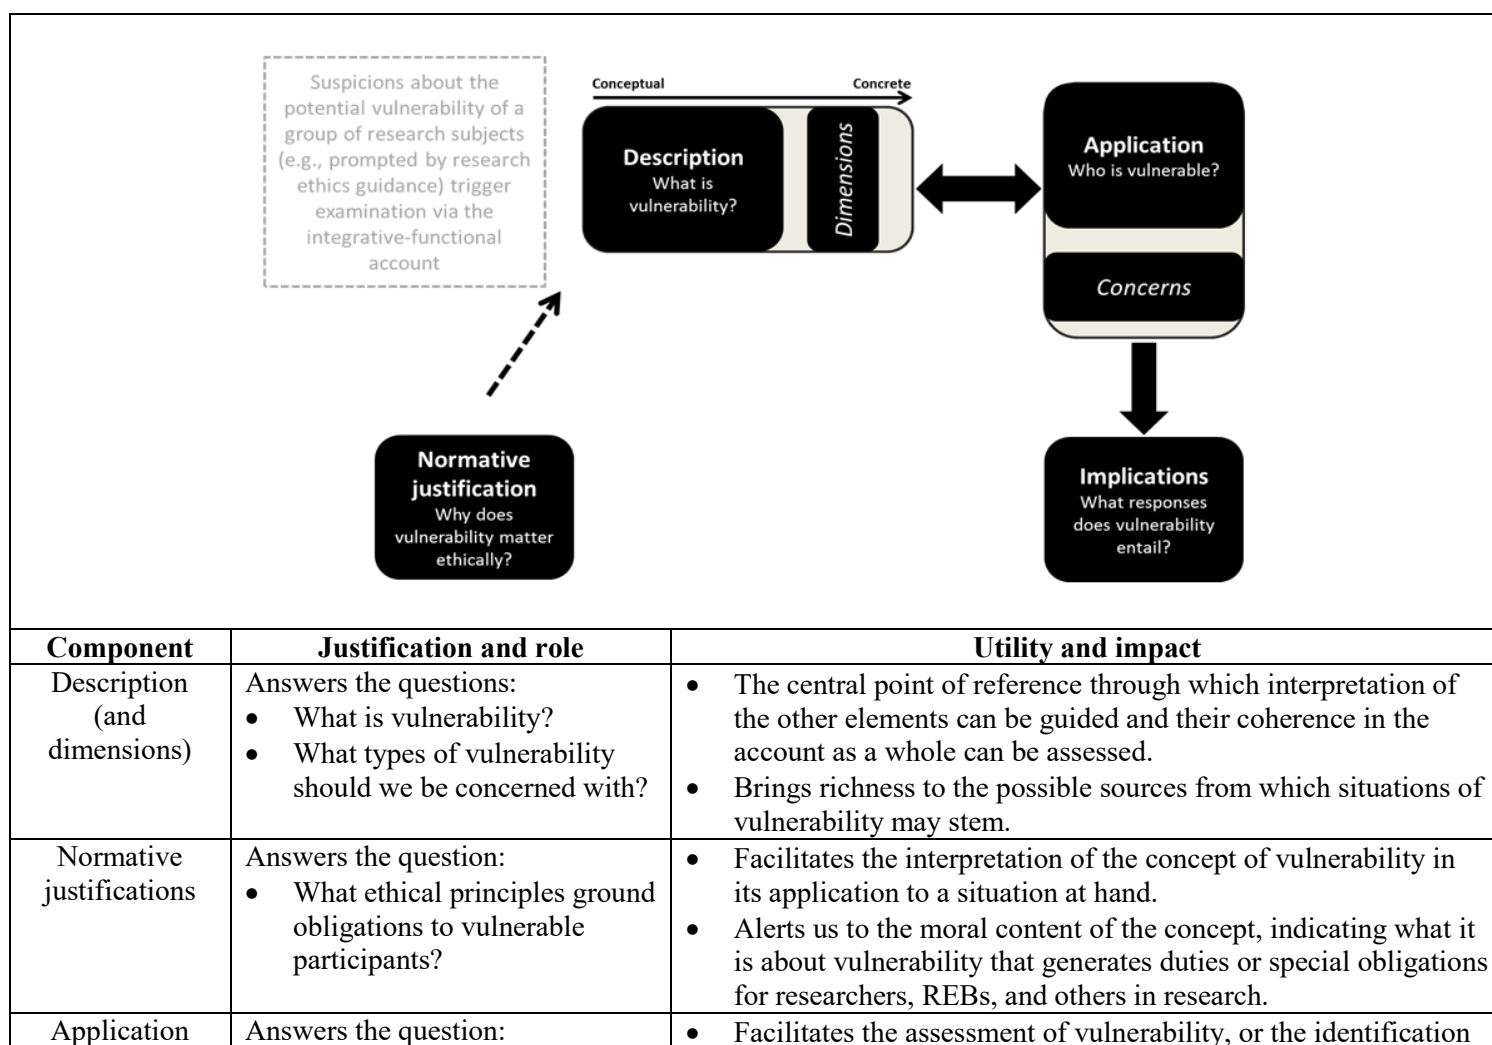 Suspicions about the
potential vulnerability of a
group of research subjects
(e.g., prompted by research
ethics guidance) trigger
examination via the
integrative-functional
account
Conceptual
Concrete
Description
What is
vulnerability?
Dimensions
Application
Who is vulnerable?
Concerns
Normative
justification
Why does
vulnerability matter
ethically?
Implications
What responses
does vulnerability
entail?
Component
Justification and role
Utility and impact
Description
(and
dimensions)
Answers the questions:
• What is vulnerability?
• What types of vulnerability
should we be concerned with?
• The central point of reference through which interpretation of
the other elements can be guided and their coherence in the
account as a whole can be assessed.
• Brings richness to the possible sources from which situations of
vulnerability may stem.
Normative
justifications
Answers the question:
• What ethical principles ground
obligations to vulnerable
participants?
• Facilitates the interpretation of the concept of vulnerability in
its application to a situation at hand.
• Alerts us to the moral content of the concept, indicating what it
is about vulnerability that generates duties or special obligations
for researchers, REBs, and others in research.
Application
Answers the question:
• Facilitates the assessment of vulnerability, or the identification